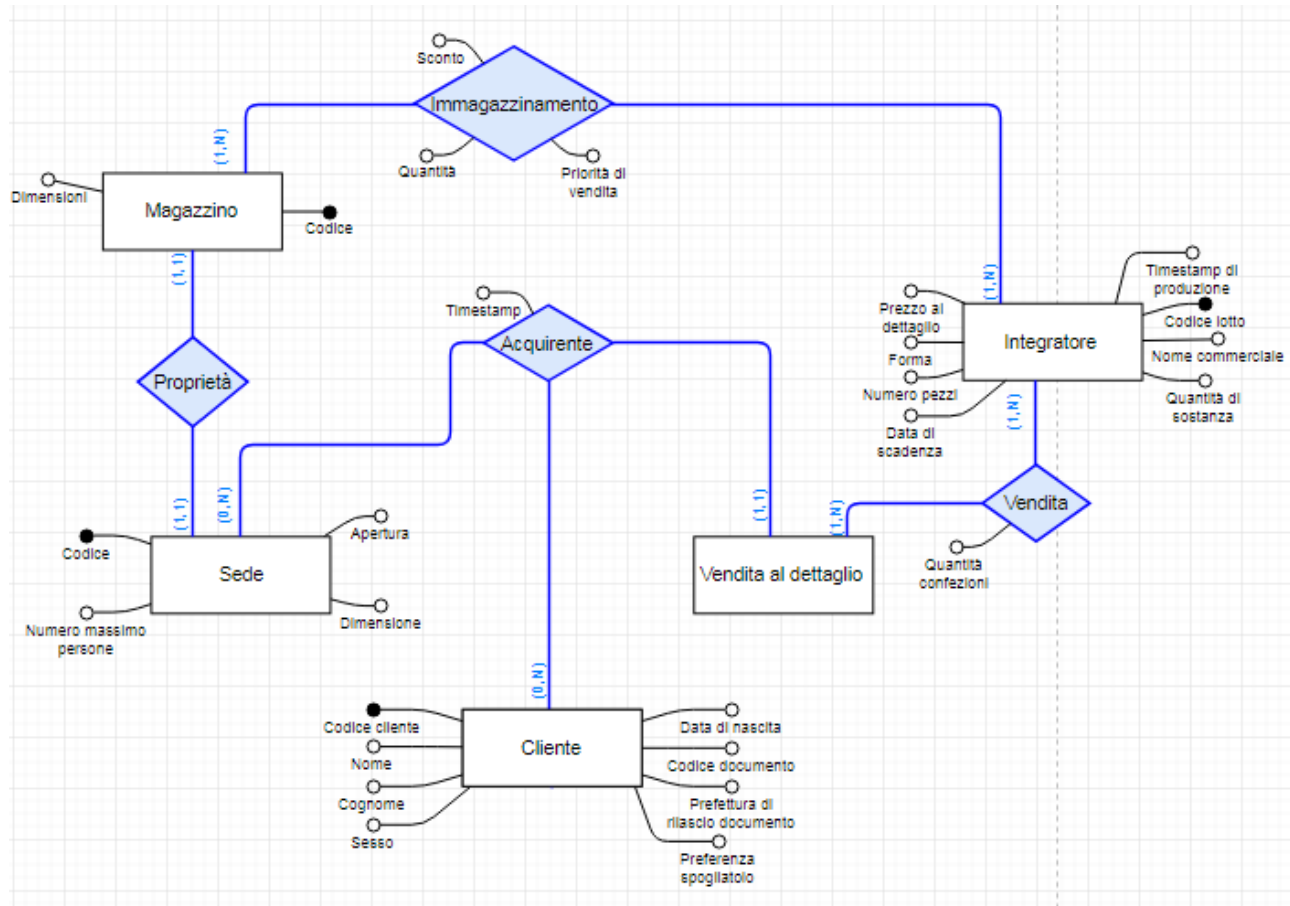 Sconto
Immagazzinamento
(1,N)
Quantità
Priorità di
vendita
Dimensioni
Magazzino
Codice
(1,1)
(1,N)
Timestamp di
produzione
Prezzo al
dettaglio
Codice lotto
Integratore
Forma
Nome commerciale
Numero pezzi
Quantità di
sostanza
Data di
scadenza
(1,N)
Timestamp
Acquirente
Proprietà
(1,1)
(0,N)
(1,1)
(1,N)
Vendita
Quantità
confezioni
Codice
Apertura
Sede
Numero massimo
persone
Dimensione
Vendita al dettaglio
(0,N)
Codice cliente
Data di nascita
Cliente
Nome
Codice documento
Cognome
Prefettura di
rilascio documento
Sesso
Preferenza
spogliatoio